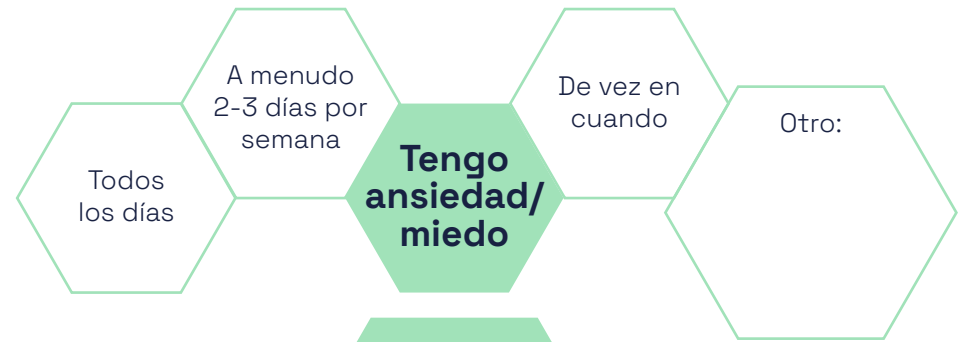 Todos
los días
A menudo
2-3 días por
semana
Tengo
ansiedad/
miedo
De vez en
cuando
Otro: